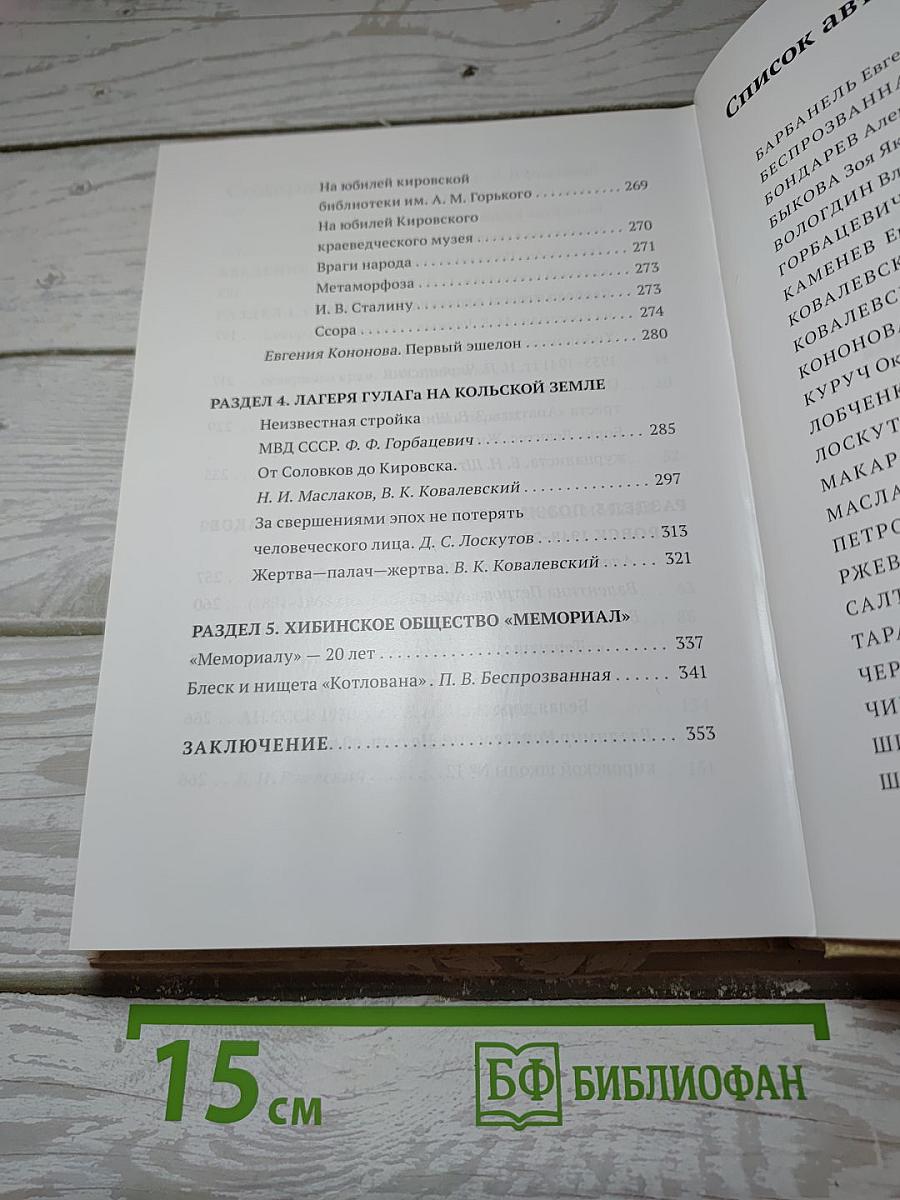 На юбилей кировской
библиотеки им. А. М. Горького . . . . . . . . . . . . 269
На юбилей Кировского
краеведческого музея . . . . . . . . . . . . . . . . . . . . 270
Враги народа . . . . . . . . . . . . . . . . . . . . . . . . . . . . 271
Метаморфоза . . . . . . . . . . . . . . . . . . . . . . . . . . . . 273
И. В. Сталину . . . . . . . . . . . . . . . . . . . . . . . . . . . . 273
Ссора . . . . . . . . . . . . . . . . . . . . . . . . . . . . . . . . . . . 274
Евгения Кононова. Первый эшелон . . . . . . . . . . . . . . 280
РАЗДЕЛ 4. ЛАГЕРЯ ГУЛАГа НА КОЛЬСКОЙ ЗЕМЛЕ
Неизвестная стройка
МВД СССР. Ф. Ф. Горбацевич . . . . . . . . . . . . . . . . . . . . 285
От Соловков до Кировска.
Н. И. Маслаков, В. К. Ковалевский . . . . . . . . . . . . . . . 297
За свершениями эпох не потерять
человеческого лица. Д. С. Лоскутов . . . . . . . . . . . . . . 313
Жертва—палач—жертва. В. К. Ковалевский . . . . . . 321
РАЗДЕЛ 5. ХИБИНСКОЕ ОБЩЕСТВО «МЕМОРИАЛ»
«Мемориалу» — 20 лет . . . . . . . . . . . . . . . . . . . . . . . . . . . . . 337
Блеск и нищета «Котлована» . П. В. Беспрозванная . . . . . . 341
ЗАКЛЮЧЕНИЕ. . . . . . . . . . . . . . . . . . . . . . . . . . . . . . . . . . . 353
Список
БАРБАНЕЛЬ
БЕСПРОЗВАННА
БОНДАРЕВ Але
БЫКОВА Зоя Як
ВОЛОГДИН Вл
ГОРБАЦЕВИЧ
КАМЕНЕВ
КОВАЛЕВСК
КОВАЛЕВС
КОНОНОВ
КУРУЧ Ок
ЛОБЧЕН
ЛОСКУТ
МАКАР
МАСЛА
ПЕТРО
РЖЕВ
САЛТ
ТАРА
ЧЕР
ЧИ
Ш
Ш
15 см
БФ БИБЛИОФАН